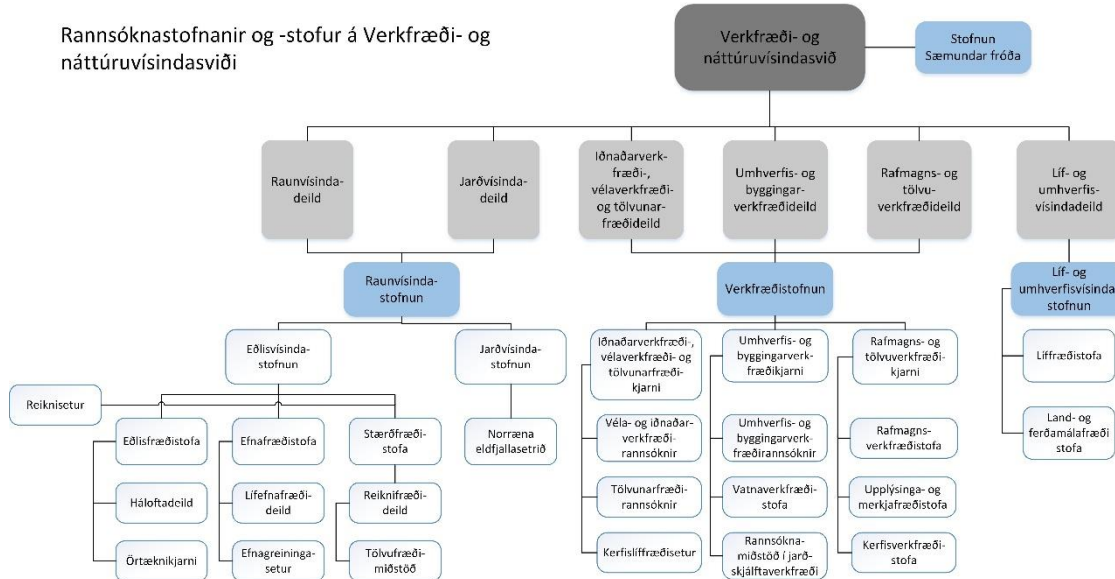 Rannsóknastofnanir og -stofur á Verkfræði- og
náttúruvísindasviði
Verkfræði- og
náttúruvísindasvið
Stofnun
Sæmundar fróða
Raunvísinda-
deild
Jarðvísinda-
deild
Iðnaðarverk-
fræði-,
vélaverkfræði-
og tölvunar-
fræðideild
Umhverfis- og
byggingar-
verkfræðideild
Rafmagns- og
tölvu-
verkfræðideild
Líf- og
umhverfis-
vísindadeild
Raunvísinda-
stofnun
Verkfræðistofnun
Líf- og
umhverfisvísinda
stofnun
Eðlisvísinda-
stofnun
Jarðvísinda-
stofnun
Iðnaðarverkfræði-,
vélaverkfræði- og
tölvunarfræði-
kjarni
Umhverfis- og
byggingarverk-
fræðikjarni
Rafmagns- og
tölvuverkfræði-
kjarni
Líffræðistofa
Reiknisetur
Eðlisfræðistofa
Efnafræðistofa
Stærðfræði-
stofa
Norræna
eldfjallasetrið
Véla- og iðnaðar-
verkfræði-
rannsóknir
Umhverfis- og
byggingarverk-
fræðirannsóknir
Rafmagns-
verkfræðistofa
Land- og
ferðamálafræði
stofa
Háloftadeild
Lífefnafræði-
deild
Reiknifræði-
deild
Tölvunarfræði-
rannsóknir
Vatnaverkfræði-
stofa
Upplýsinga- og
merkjafræðistofa
Örtæknikjarni
Efnagreininga-
setur
Tölvufræði-
miðstöð
Kerfislíffræðisetur
Rannsókna-
miðstöð í jarð-
skjálftaverkfræði
Kerfisverkfræði-
stofa